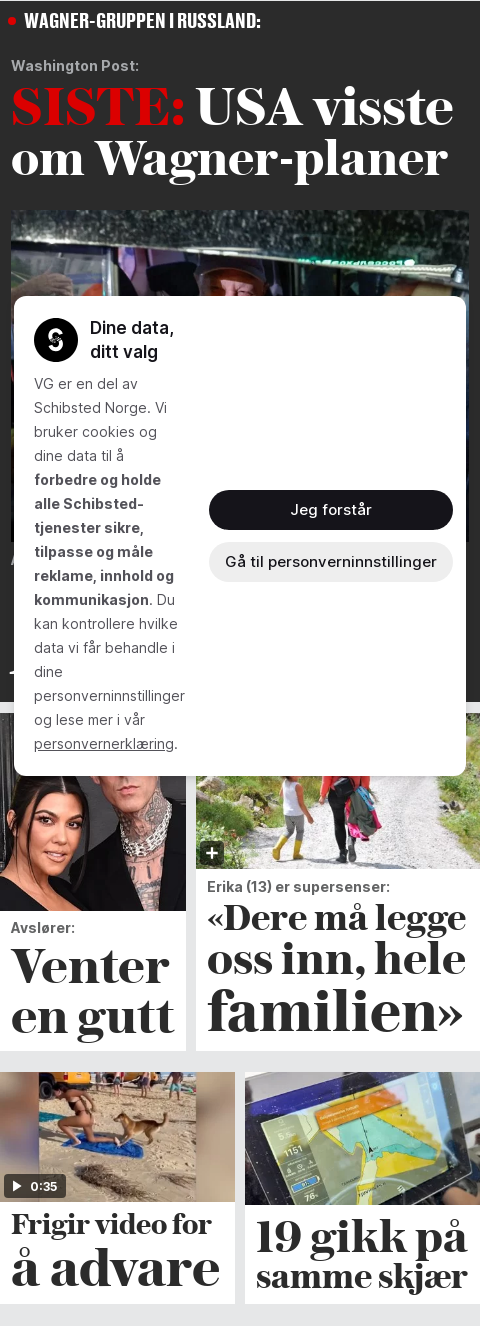 WAGNER-GRUPPEN I RUSSLAND:
Washington Post:
SISTE: USA visste
om Wagner-planer
Dine data,
ditt valg
VG er en del av
Schibsted Norge. Vi
bruker cookies og
dine data til å
forbedre og holde
alle Schibsted-
tjenester sikre,
tilpasse og måle
reklame, innhold og
kommunikasjon. Du
kan kontrollere hvilke
data vi får behandle i
dine
personverninnstillinger
og lese mer i vår
personvernerklæring.
Jeg forstår
Gå til personverninnstillinger
Avslører:
Venter
en gutt
Erika (13) er supersenser:
«Dere må legge
oss inn, hele
familien»
0:35
Frigir video for
å advare
1151
19 gikk på
samme skjær